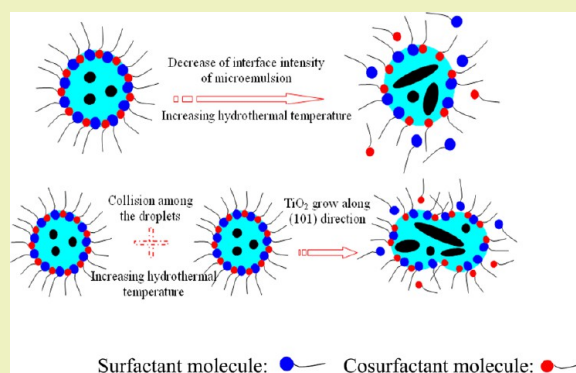 Decrease of interface intensity
of microemulsion
Increasing hydrothermal temperature
Collision among
the droplets
Increasing hydrothermal
temperature
TiO2 grow along
(101) direction
Surfactant molecule:
Cosurfactant molecule: